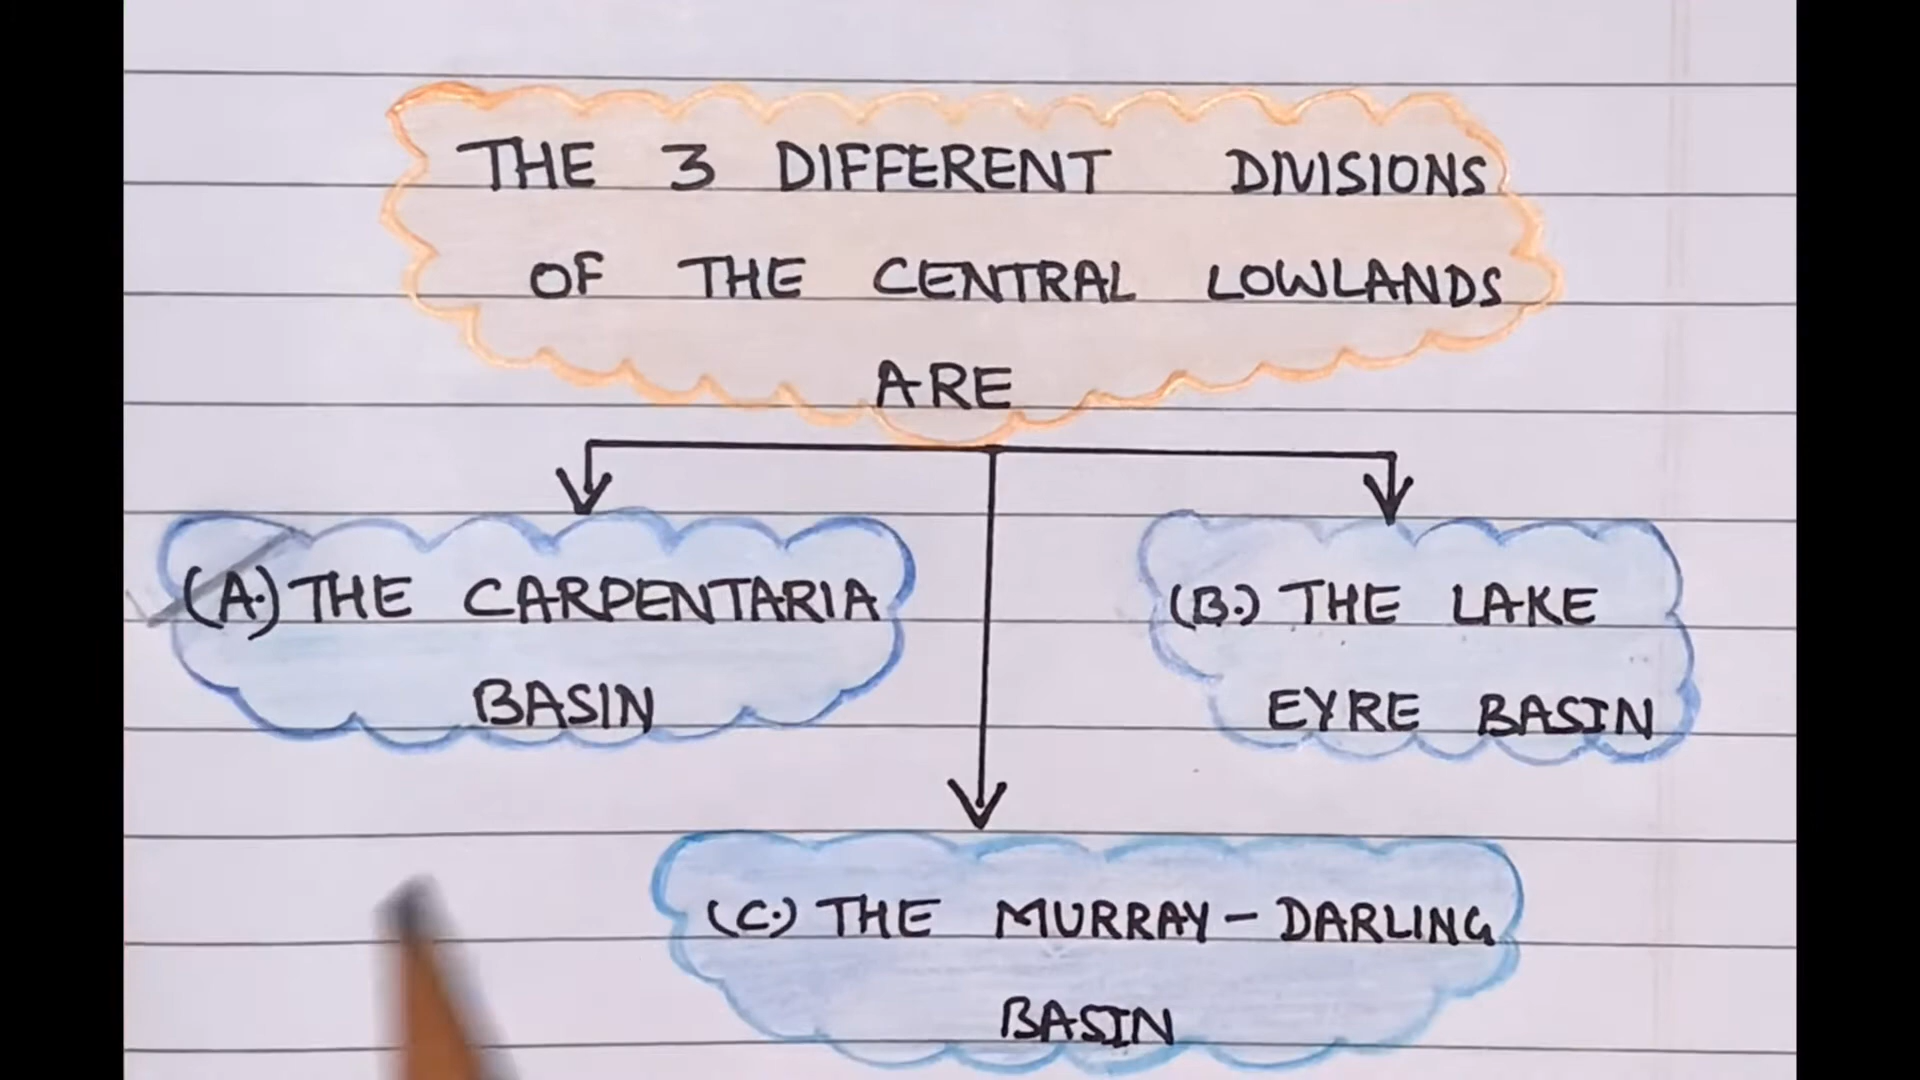 THE 3 DIFFERENT DIVISIONS
OF THE CENTRAL LOWLANDS
ARE
(A.) THE CARPENTARIA
BASIN
(B.) THE LAKE
EYRE BASIN
(C.) THE MURRAY - DARLING
BASIN